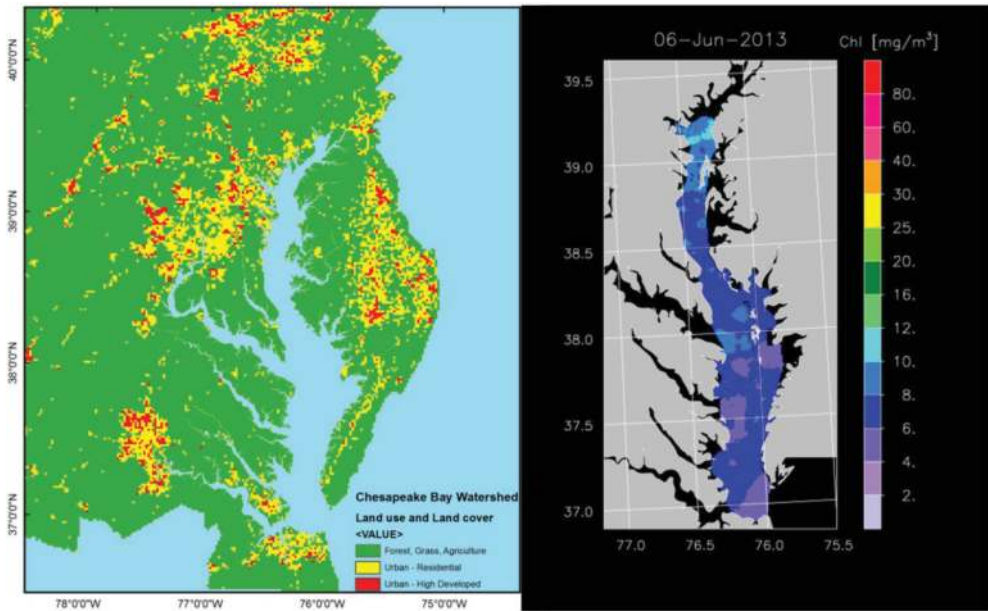 40°0'0"N
39°0'0"N
38°0'0"N
37°0'0"N
Chesapeake Bay Watershed
Land use and Land cover
<VALUE>
Forest, Grass, Agriculture
Urban - Residential
Urban - High Developed
78°0'0"W 77°0'0"W 76°0'0"W 75°0'0"W
06-Jun-2013 Chl [mg/m³]
39.5
39.0
38.5
38.0
37.5
37.0
77.0 76.5 76.0 75.5
80.
60.
40.
30.
25.
20.
16.
12.
10.
8.
6.
4.
2.